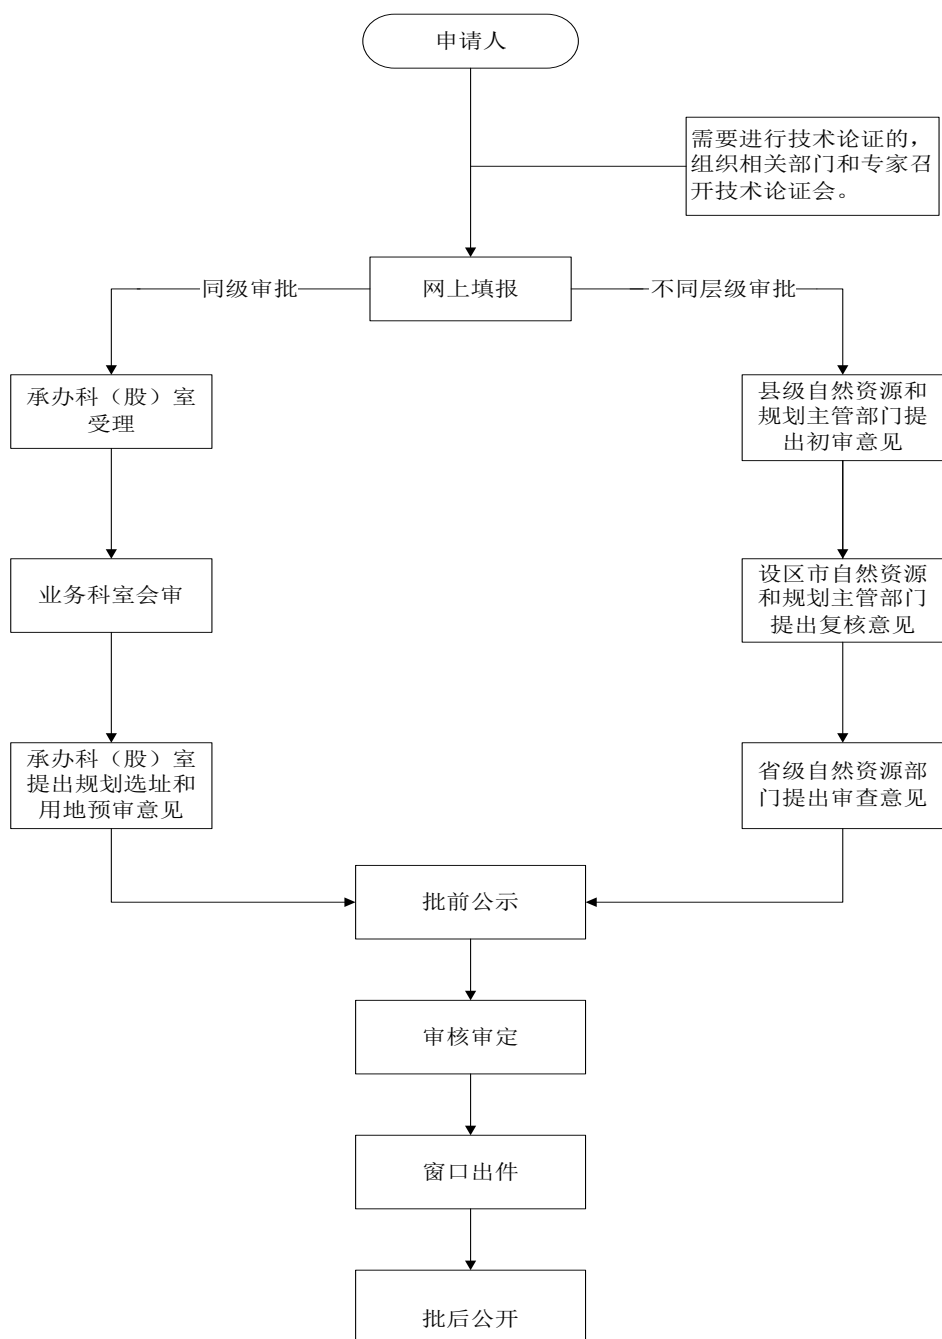 申请人
需要进行技术论证的，
组织相关部门和专家召
开技术论证会。
网上填报
同级审批
不同层级审批
承办科（股）室
受理
县级自然资源和
规划主管部门提
出初审意见
业务科室会审
设区市自然资源
和规划主管部门
提出复核意见
承办科（股）室
提出规划选址和
用地预审意见
省级自然资源部
门提出审查意见
批前公示
审核审定
窗口出件
批后公开